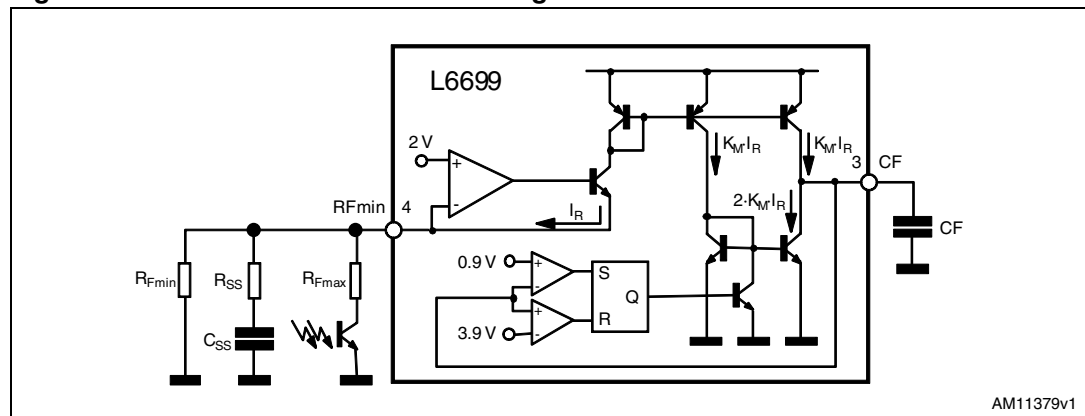 L6699
2 V
+
-
RFmin
4
I_R
K_M·I_R
K_M·I_R
2·K_M·I_R
3
CF
CF
R_Fmin
R_SS
R_Fmax
C_SS
0.9 V
+
-
S
Q
R
+
-
3.9 V
AM11379v1